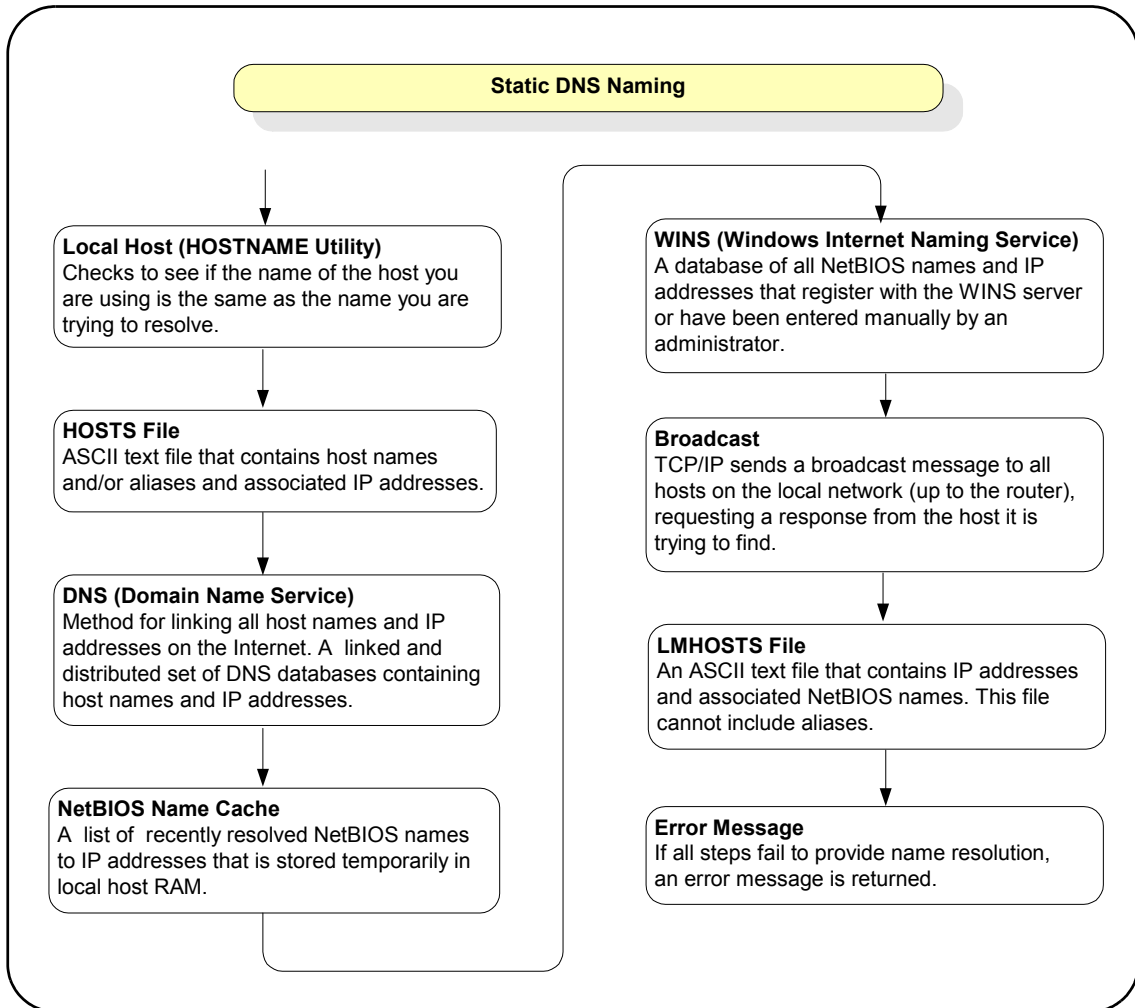 Static DNS Naming
Local Host (HOSTNAME Utility)
Checks to see if the name of the host you
are using is the same as the name you are
trying to resolve.
HOSTS File
ASCII text file that contains host names
and/or aliases and associated IP addresses.
DNS (Domain Name Service)
Method for linking all host names and IP
addresses on the Internet. A linked and
distributed set of DNS databases containing
host names and IP addresses.
NetBIOS Name Cache
A list of recently resolved NetBIOS names
to IP addresses that is stored temporarily in
local host RAM.
WINS (Windows Internet Naming Service)
A database of all NetBIOS names and IP
addresses that register with the WINS server
or have been entered manually by an
administrator.
Broadcast
TCP/IP sends a broadcast message to all
hosts on the local network (up to the router),
requesting a response from the host it is
trying to find.
LMHOSTS File
An ASCII text file that contains IP addresses
and associated NetBIOS names. This file
cannot include aliases.
Error Message
If all steps fail to provide name resolution,
an error message is returned.